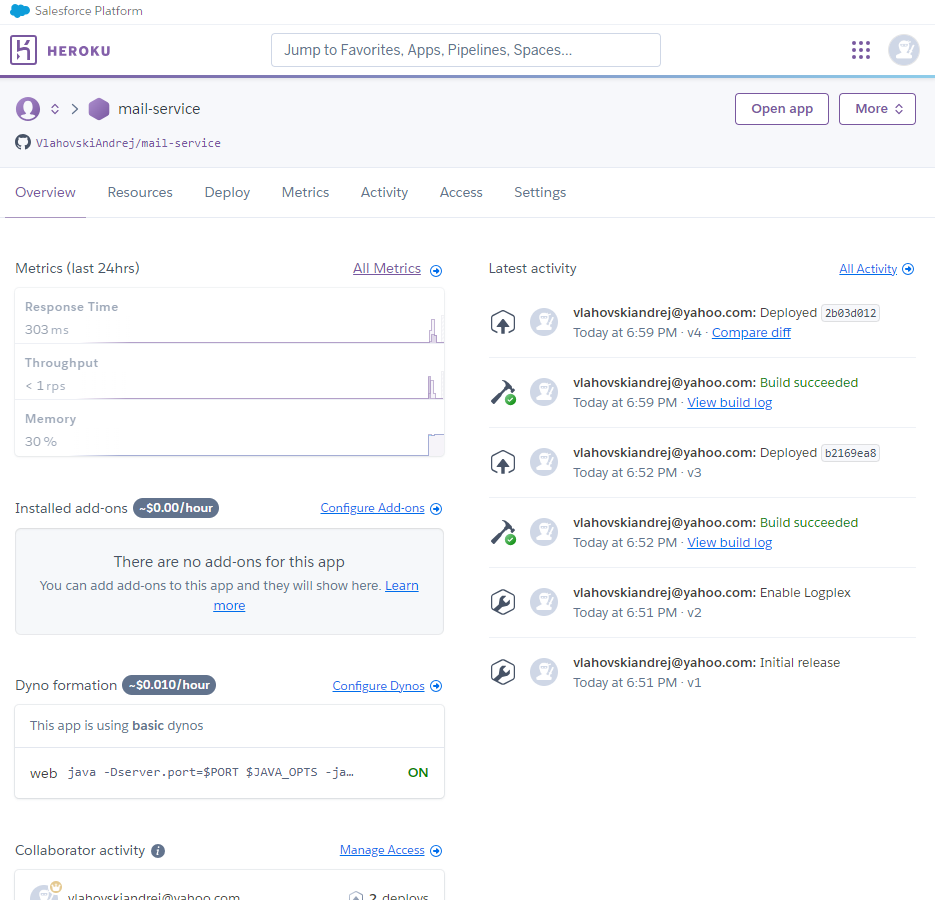 Salesforce Platform
HEROKU
Jump to Favorites, Apps, Pipelines, Spaces...
mail-service
Open app
More
VlahovskiAndrej/mail-service
Overview
Resources
Deploy
Metrics
Activity
Access
Settings
Metrics (last 24hrs)
All Metrics
Response Time
303 ms
Throughput
< 1 rps
Memory
30 %
Installed add-ons ~$0.00/hour
Configure Add-ons
There are no add-ons for this app
You can add add-ons to this app and they will show here. Learn
more
Dyno formation ~$0.010/hour
Configure Dynos
This app is using basic dynos
web java -Dserver.port=$PORT $JAVA_OPTS -ja…
ON
Collaborator activity
Manage Access
vlahovskiandrej@yahoo.com
2 deploys
Latest activity
All Activity
vlahovskiandrej@yahoo.com: Deployed 2b03d012
Today at 6:59 PM · v4 · Compare diff
vlahovskiandrej@yahoo.com: Build succeeded
Today at 6:59 PM · View build log
vlahovskiandrej@yahoo.com: Deployed b2169ea8
Today at 6:52 PM · v3
vlahovskiandrej@yahoo.com: Build succeeded
Today at 6:52 PM · View build log
vlahovskiandrej@yahoo.com: Enable Logplex
Today at 6:51 PM · v2
vlahovskiandrej@yahoo.com: Initial release
Today at 6:51 PM · v1